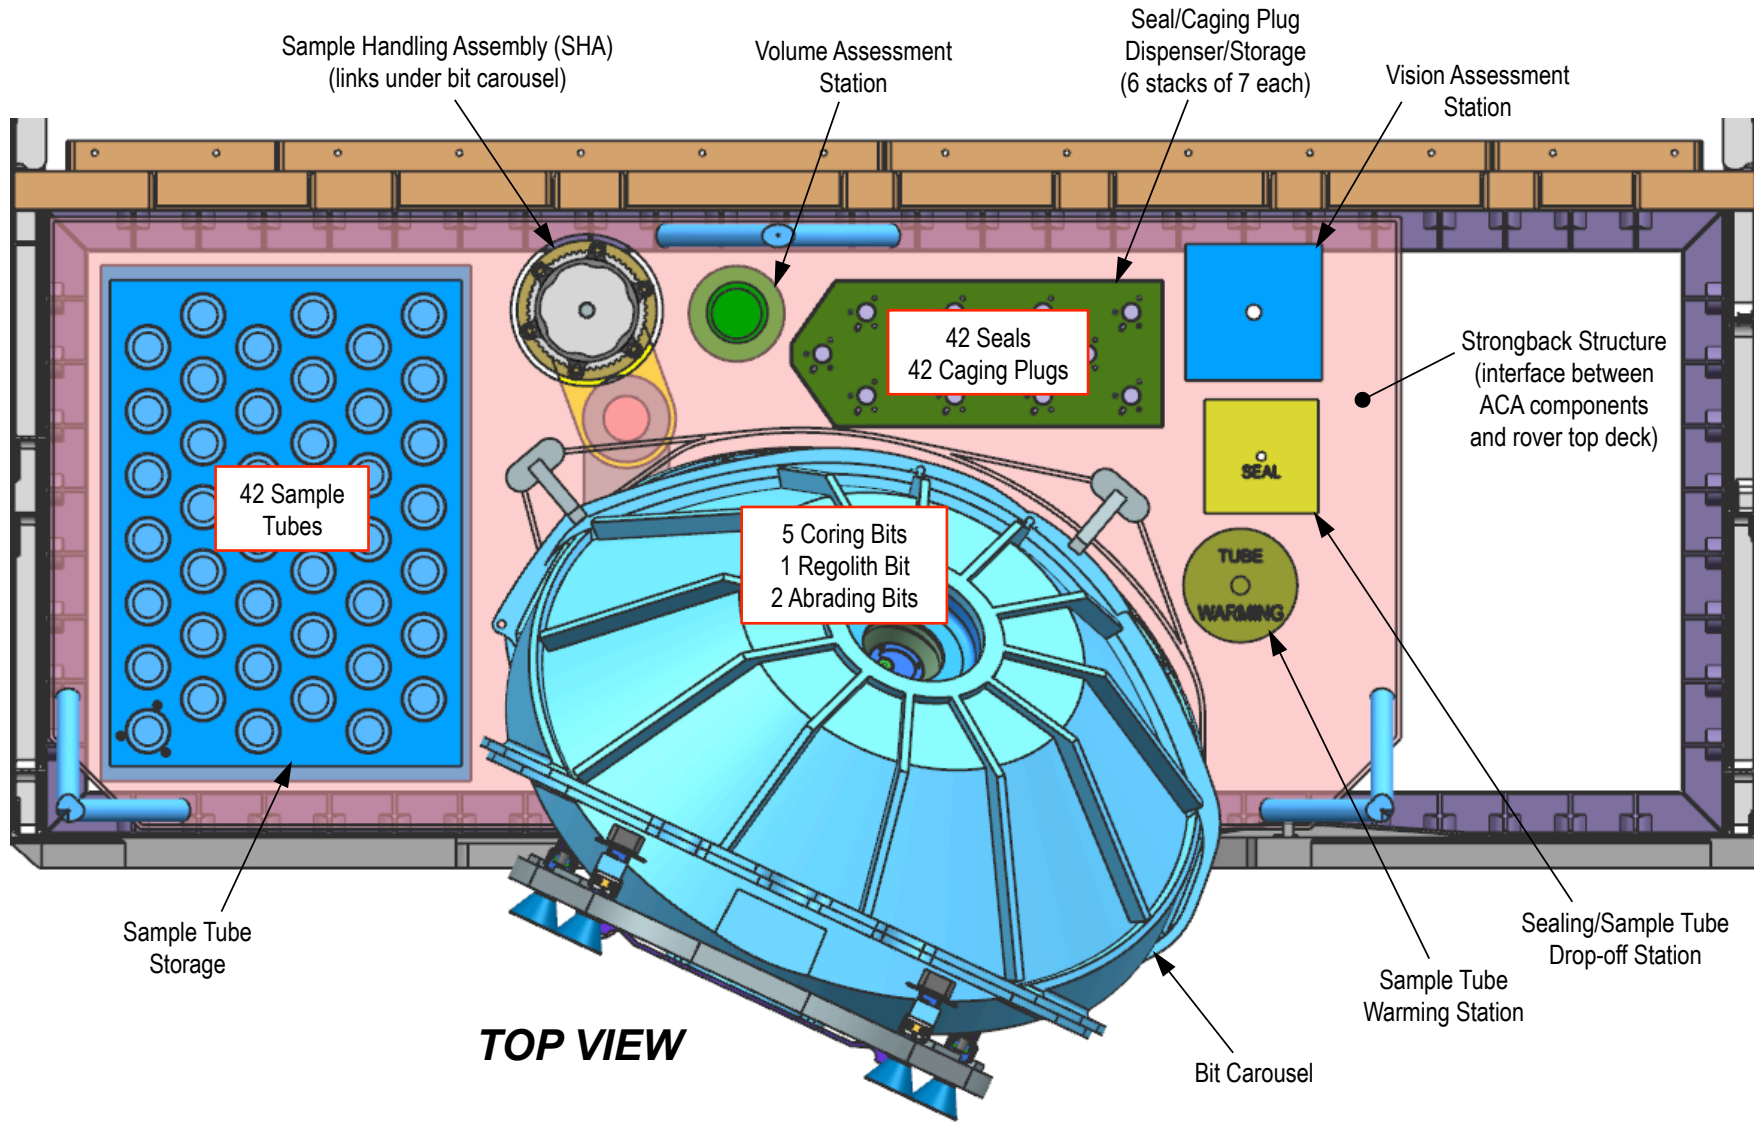 Sample Handling Assembly (SHA)
(links under bit carousel)
Volume Assessment
Station
Seal/Caging Plug
Dispenser/Storage
(6 stacks of 7 each)
Vision Assessment
Station
42 Seals
42 Caging Plugs
Strongback Structure
(interface between
ACA components
and rover top deck)
SEAL
42 Sample
Tubes
5 Coring Bits
1 Regolith Bit
2 Abrading Bits
TUBE
WARMING
Sample Tube
Storage
Sealing/Sample Tube
Drop-off Station
Sample Tube
Warming Station
TOP VIEW
Bit Carousel